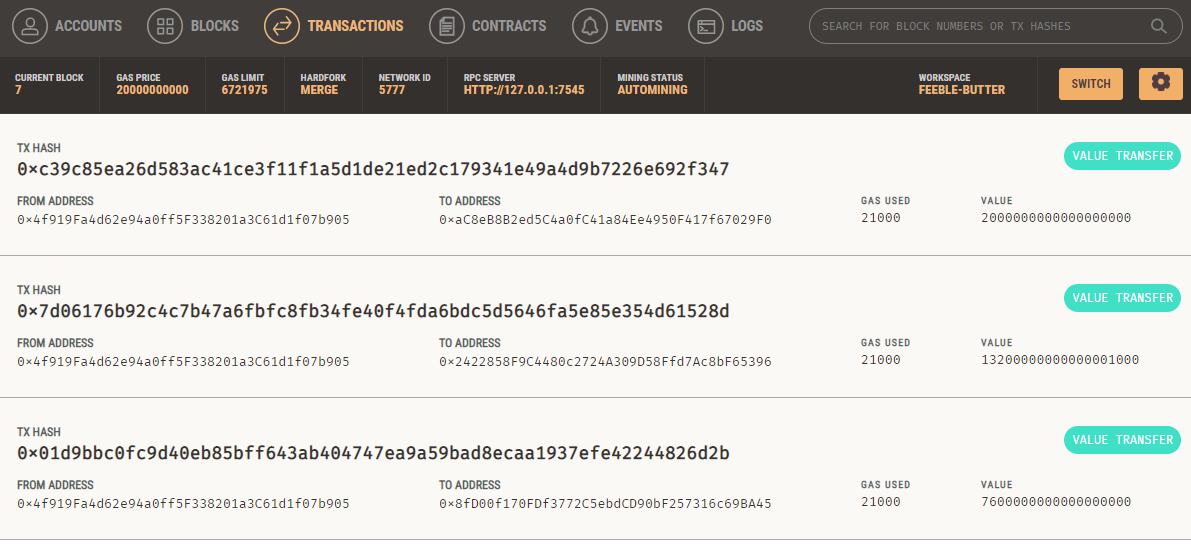 ACCOUNTS BLOCKS TRANSACTIONS CONTRACTS EVENTS LOGS SEARCH FOR BLOCK NUMBERS OR TX HASHES
CURRENT BLOCK GAS PRICE GAS LIMIT HARDFORK NETWORK ID RPC SERVER MINING STATUS WORKSPACE
7 20000000000 6721975 MERGE 5777 HTTP://127.0.0.1:7545 AUTOMINING FEEBLE-BUTTER SWITCH
TX HASH
0×c39c85ea26d583ac41ce3f11f1a5d1de21ed2c179341e49a4d9b7226e692f347 VALUE TRANSFER
FROM ADDRESS TO ADDRESS GAS USED VALUE
0×4f919Fa4d62e94a0ff5F338201a3C61d1f07b905 0×aC8eB8B2ed5C4a0fC41a84Ee4950F417f67029F0 21000 2000000000000000000
TX HASH
0×7d06176b92c4c7b47a6fbfc8fb34fe40f4fda6bdc5d5646fa5e85e354d61528d VALUE TRANSFER
FROM ADDRESS TO ADDRESS GAS USED VALUE
0×4f919Fa4d62e94a0ff5F338201a3C61d1f07b905 0×2422858F9C4480c2724A309D58Ffd7Ac8bF65396 21000 13200000000000001000
TX HASH
0×01d9bbc0fc9d40eb85bff643ab404747ea9a59bad8ecaa1937efe42244826d2b VALUE TRANSFER
FROM ADDRESS TO ADDRESS GAS USED VALUE
0×4f919Fa4d62e94a0ff5F338201a3C61d1f07b905 0×8fD00f170FDf3772C5ebdCD90bF257316c69BA45 21000 7600000000000000000